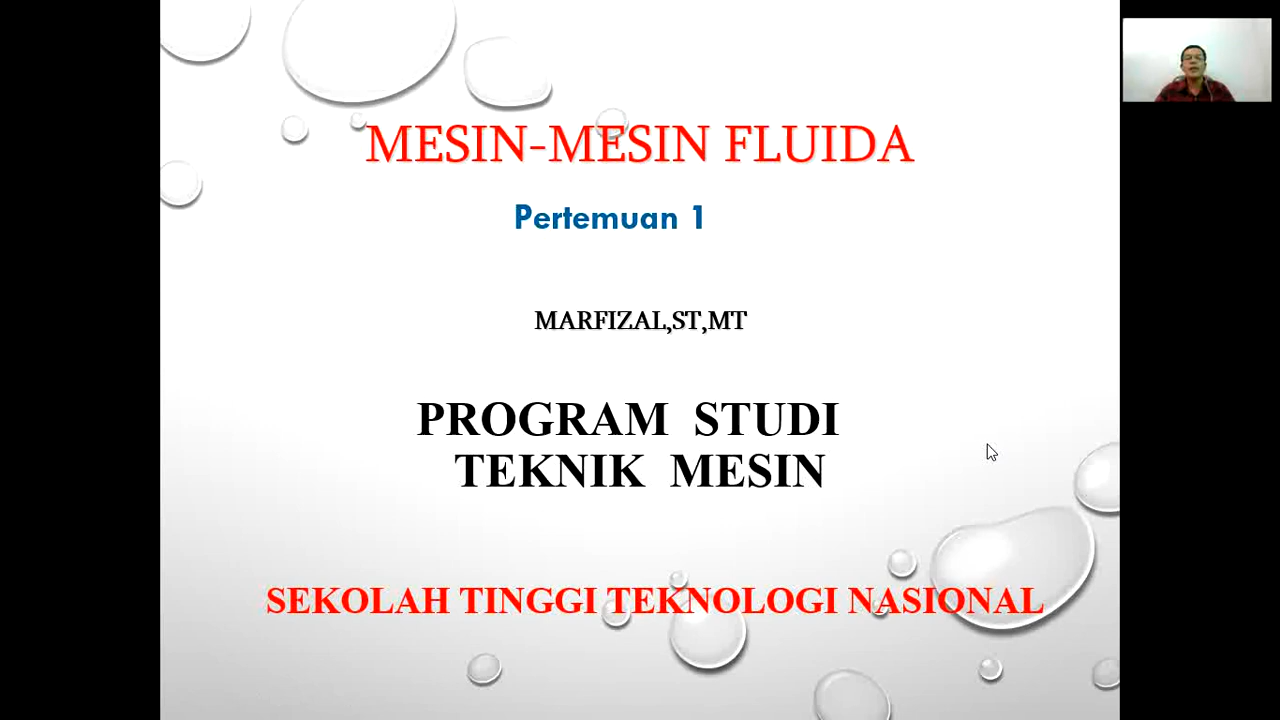 MESIN-MESIN FLUIDA
Pertemuan 1
MARFIZAL,ST,MT
PROGRAM STUDI
TEKNIK MESIN
SEKOLAH TINGGI TEKNOLOGI NASIONAL